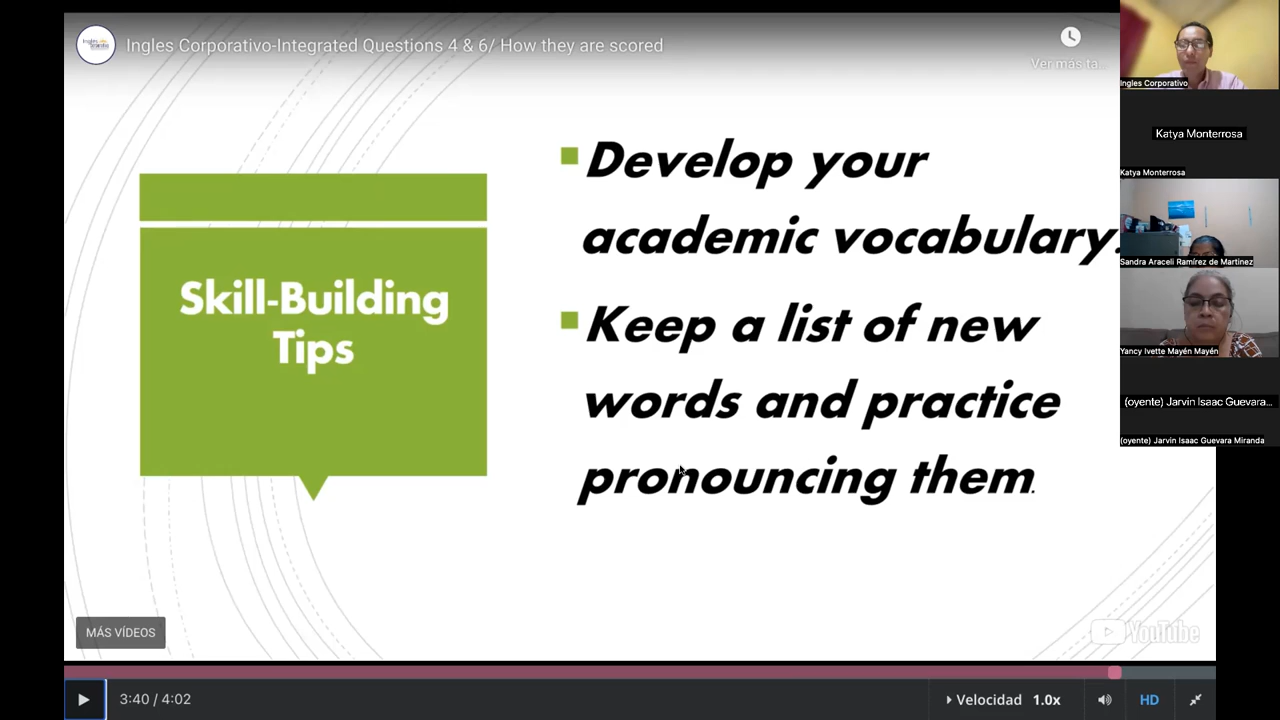 Ingles Corporativo-Integrated Questions 4 & 6/ How they are scored
Ver más ta...
Skill-Building
Tips
Develop your
academic vocabulary.
Keep a list of new
words and practice
pronouncing them.
MÁS VÍDEOS
YouTube
3:40 / 4:02
Velocidad 1.0x
HD
Ingles Corporativo
Katya Monterrosa
Katya Monterrosa
Sandra Araceli Ramírez de Martinez
Yancy Ivette Mayén Mayén
(oyente) Jarvin Isaac Guevara...
(oyente) Jarvin Isaac Guevara Miranda